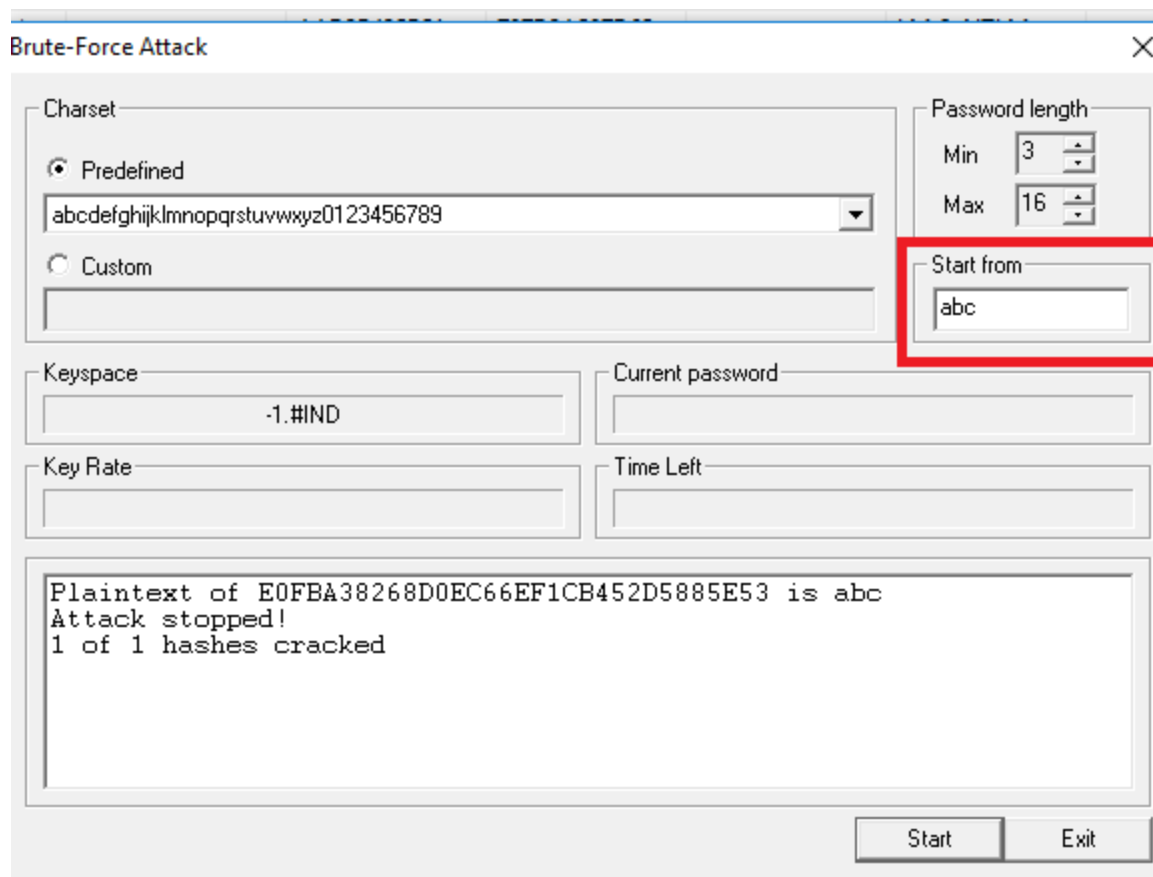 Brute-Force Attack
Charset
Predefined
abcdefghijklmnopqrstuvwxyz0123456789
Custom
Password length
Min 3
Max 16
Start from
abc
Keyspace
-1.#IND
Current password
Key Rate
Time Left
Plaintext of E0FBA38268D0EC66EF1CB452D5885E53 is abc
Attack stopped!
1 of 1 hashes cracked
Start
Exit